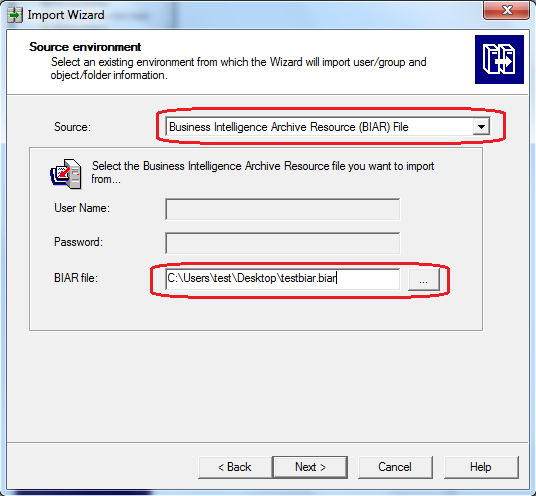 Import Wizard
Source environment
Select an existing environment from which the Wizard will import user/group and
object/folder information.
Source:
Business Intelligence Archive Resource (BIAR) File
Select the Business Intelligence Archive Resource file you want to import
from...
User Name:
Password:
BIAR file:
C:\Users\test\Desktop\testbiar.biar
...
< Back
Next >
Cancel
Help